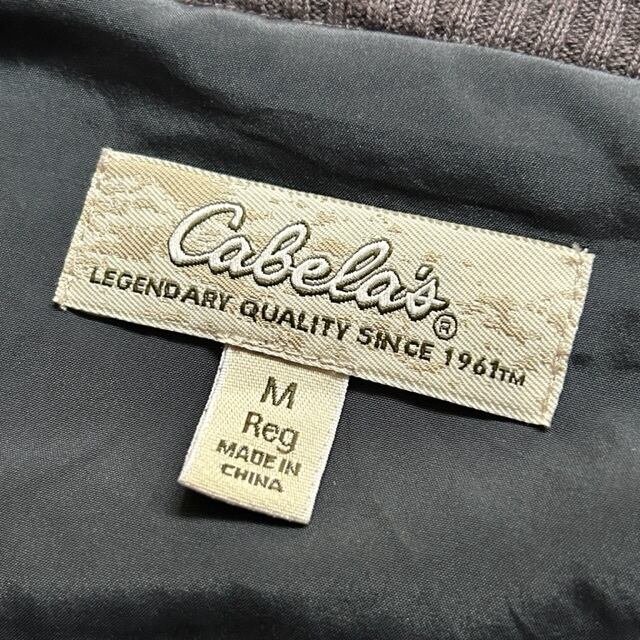 Cabela's®
LEGENDARY QUALITY SINCE 1961™
M
Reg
MADE IN
CHINA